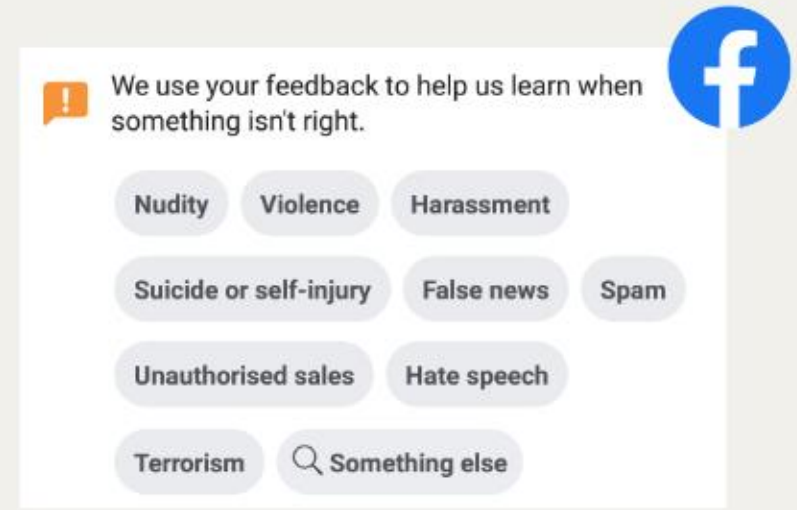 We use your feedback to help us learn when
something isn't right.
Nudity Violence Harassment
Suicide or self-injury False news Spam
Unauthorised sales Hate speech
Terrorism Something else